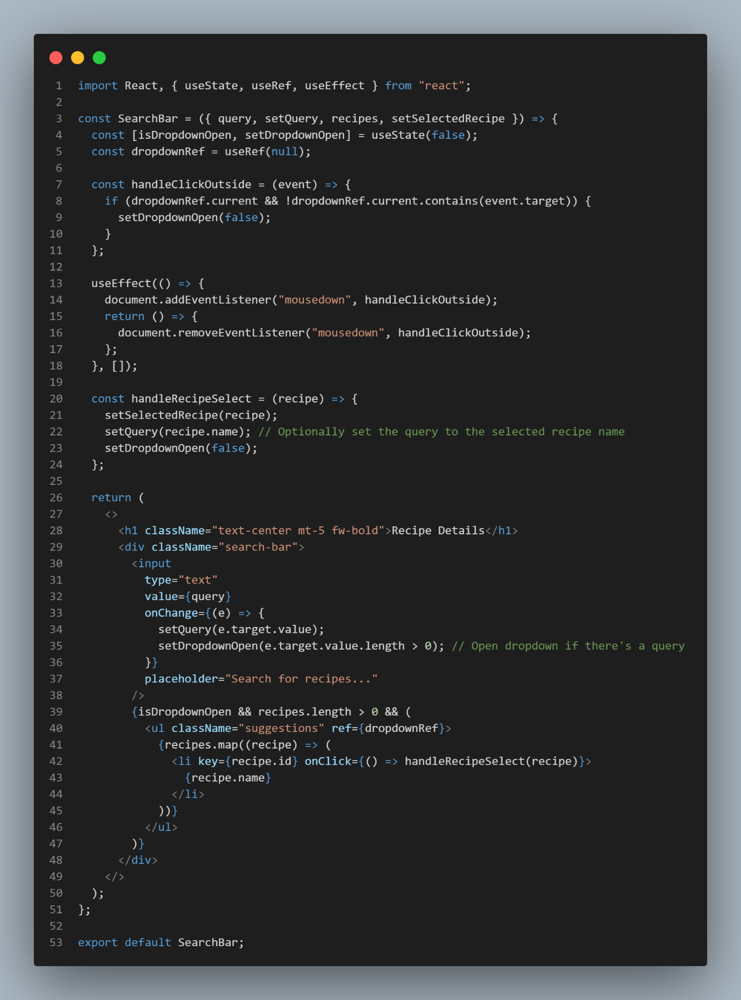 1 import React, { useState, useRef, useEffect } from "react";
2
3 const SearchBar = ({ query, setQuery, recipes, setSelectedRecipe }) => {
4   const [isDropdownOpen, setDropdownOpen] = useState(false);
5   const dropdownRef = useRef(null);
6
7   const handleClickOutside = (event) => {
8     if (dropdownRef.current && !dropdownRef.current.contains(event.target)) {
9       setDropdownOpen(false);
10     }
11   };
12
13   useEffect(() => {
14     document.addEventListener("mousedown", handleClickOutside);
15     return () => {
16       document.removeEventListener("mousedown", handleClickOutside);
17     };
18   }, []);
19
20   const handleRecipeSelect = (recipe) => {
21     setSelectedRecipe(recipe);
22     setQuery(recipe.name); // Optionally set the query to the selected recipe name
23     setDropdownOpen(false);
24   };
25
26   return (
27     <>
28       <h1 className="text-center mt-5 fw-bold">Recipe Details</h1>
29       <div className="search-bar">
30         <input
31           type="text"
32           value={query}
33           onChange={(e) => {
34             setQuery(e.target.value);
35             setDropdownOpen(e.target.value.length > 0); // Open dropdown if there's a query
36           }}
37           placeholder="Search for recipes..."
38         />
39         {isDropdownOpen && recipes.length > 0 && (
40           <ul className="suggestions" ref={dropdownRef}>
41             {recipes.map((recipe) => (
42               <li key={recipe.id} onClick={() => handleRecipeSelect(recipe)}>
43                 {recipe.name}
44               </li>
45             ))}
46           </ul>
47         )}
48       </div>
49     </>
50   );
51 };
52
53 export default SearchBar;